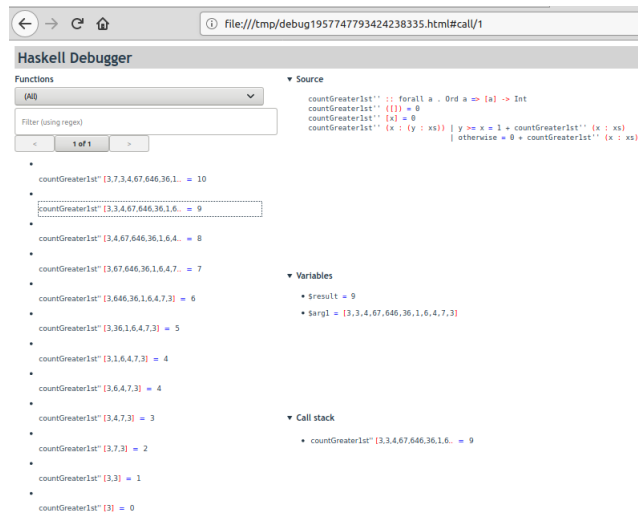 file:///tmp/debug1957747793424238335.html#call/1
Haskell Debugger
Functions
(All)
Filter (using regex)
< 1 of 1 >
countGreater1st'' [3,7,3,4,67,646,36,1.. = 10
countGreater1st'' [3,3,4,67,646,36,1,6.. = 9
countGreater1st'' [3,4,67,646,36,1,6,4.. = 8
countGreater1st'' [3,67,646,36,1,6,4,7.. = 7
countGreater1st'' [3,646,36,1,6,4,7,3] = 6
countGreater1st'' [3,36,1,6,4,7,3] = 5
countGreater1st'' [3,1,6,4,7,3] = 4
countGreater1st'' [3,6,4,7,3] = 4
countGreater1st'' [3,4,7,3] = 3
countGreater1st'' [3,7,3] = 2
countGreater1st'' [3,3] = 1
countGreater1st'' [3] = 0
▾ Source
countGreater1st'' :: forall a . Ord a => [a] -> Int
countGreater1st'' ([]) = 0
countGreater1st'' [x] = 0
countGreater1st'' (x : (y : xs)) | y >= x = 1 + countGreater1st'' (x : xs)
| otherwise = 0 + countGreater1st'' (x : xs)
▾ Variables
• $result = 9
• $arg1 = [3,3,4,67,646,36,1,6,4,7,3]
▾ Call stack
• countGreater1st'' [3,3,4,67,646,36,1,6.. = 9